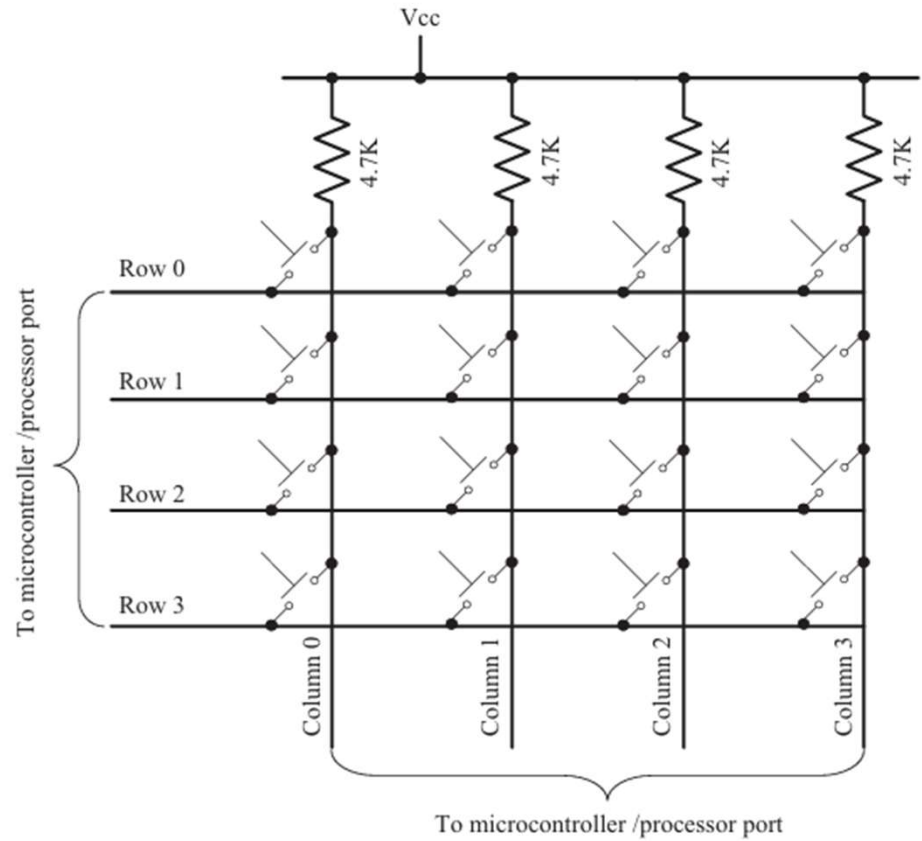 Vcc
4.7K
4.7K
4.7K
4.7K
Row 0
Row 1
Row 2
Row 3
To microcontroller /processor port
Column 0
Column 1
Column 2
Column 3
To microcontroller /processor port